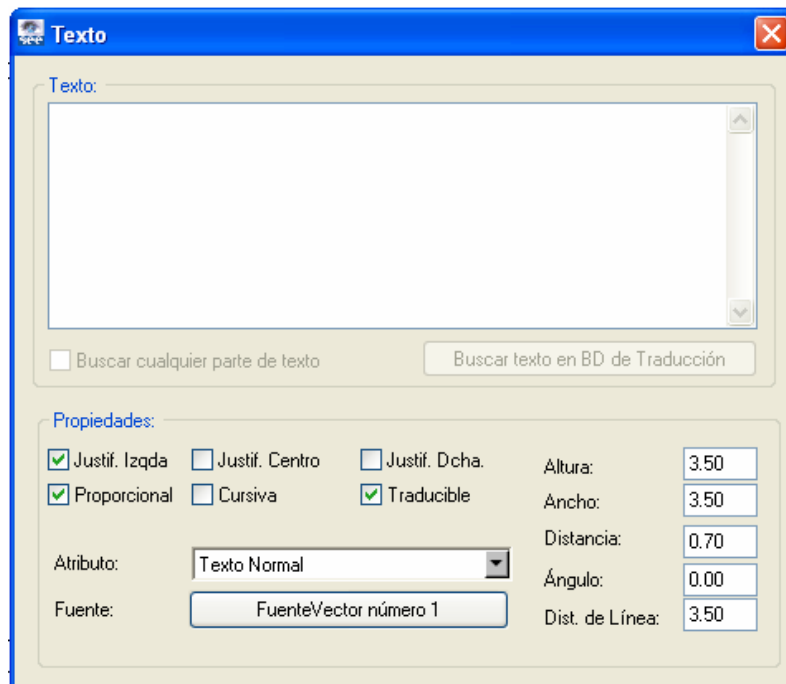 see Texto
Texto:
Buscar cualquier parte de texto Buscar texto en BD de Traducción
Propiedades:
Justif. Izqda Justif. Centro Justif. Dcha. Altura: 3.50
Proporcional Cursiva Traducible Ancho: 3.50
Distancia: 0.70
Atributo: Texto Normal Ángulo: 0.00
Fuente: FuenteVector número 1 Dist. de Línea: 3.50